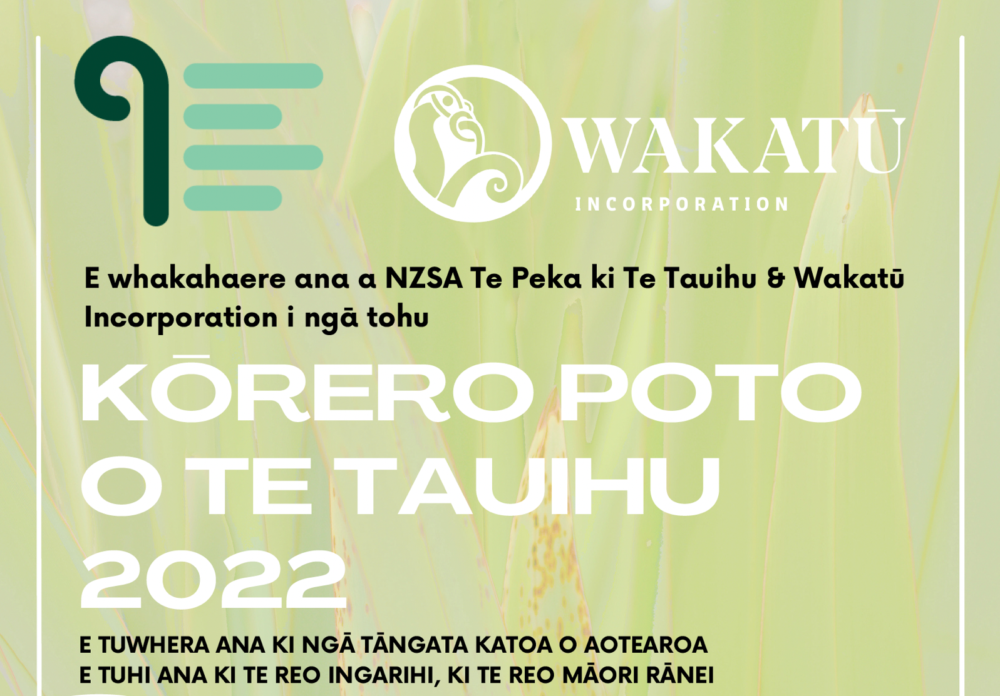 WAKATŪ
INCORPORATION
E whakahaere ana a NZSA Te Peka ki Te Tauihu & Wakatū
Incorporation i ngā tohu
KŌRERO POTO
O TE TAUIHU
2022
E TUWHERA ANA KI NGĀ TĀNGATA KATOA O AOTEAROA
E TUHI ANA KI TE REO INGARIHI, KI TE REO MĀORI RĀNEI